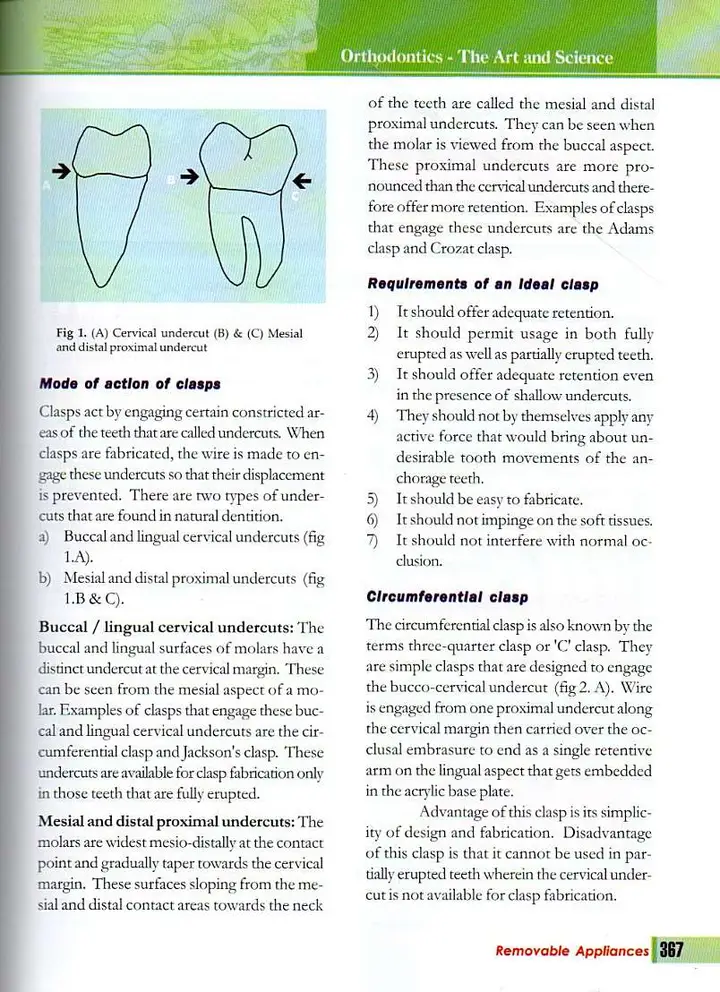 Orthodontics - The Art and Science
A
B
C
Fig 1. (A) Cervical undercut (B) & (C) Mesial
and distal proximal undercut
Mode of action of clasps
Clasps act by engaging certain constricted ar-
eas of the teeth that are called undercuts. When
clasps are fabricated, the wire is made to en-
gage these undercuts so that their displacement
is prevented. There are two types of under-
cuts that are found in natural dentition.
a) Buccal and lingual cervical undercuts (fig
1.A).
b) Mesial and distal proximal undercuts (fig
1.B & C).
Buccal / lingual cervical undercuts: The
buccal and lingual surfaces of molars have a
distinct undercut at the cervical margin. These
can be seen from the mesial aspect of a mo-
lar. Examples of clasps that engage these buc-
cal and lingual cervical undercuts are the cir-
cumferential clasp and Jackson's clasp. These
undercuts are available for clasp fabrication only
in those teeth that are fully erupted.
Mesial and distal proximal undercuts: The
molars are widest mesio-distally at the contact
point and gradually taper towards the cervical
margin. These surfaces sloping from the me-
sial and distal contact areas towards the neck
of the teeth are called the mesial and distal
proximal undercuts. They can be seen when
the molar is viewed from the buccal aspect.
These proximal undercuts are more pro-
nounced than the cervical undercuts and there-
fore offer more retention. Examples of clasps
that engage these undercuts are the Adams
clasp and Crozat clasp.
Requirements of an ideal clasp
1) It should offer adequate retention.
2) It should permit usage in both fully
erupted as well as partially erupted teeth.
3) It should offer adequate retention even
in the presence of shallow undercuts.
4) They should not by themselves apply any
active force that would bring about un-
desirable tooth movements of the an-
chorage teeth.
5) It should be easy to fabricate.
6) It should not impinge on the soft tissues.
7) It should not interfere with normal oc-
clusion.
Circumferential clasp
The circumferential clasp is also known by the
terms three-quarter clasp or 'C' clasp. They
are simple clasps that are designed to engage
the bucco-cervical undercut (fig 2. A). Wire
is engaged from one proximal undercut along
the cervical margin then carried over the oc-
clusal embrasure to end as a single retentive
arm on the lingual aspect that gets embedded
in the acrylic base plate.
Advantage of this clasp is its simplic-
ity of design and fabrication. Disadvantage
of this clasp is that it cannot be used in par-
tially erupted teeth wherein the cervical under-
cut is not available for clasp fabrication.
Removable Appliances 367